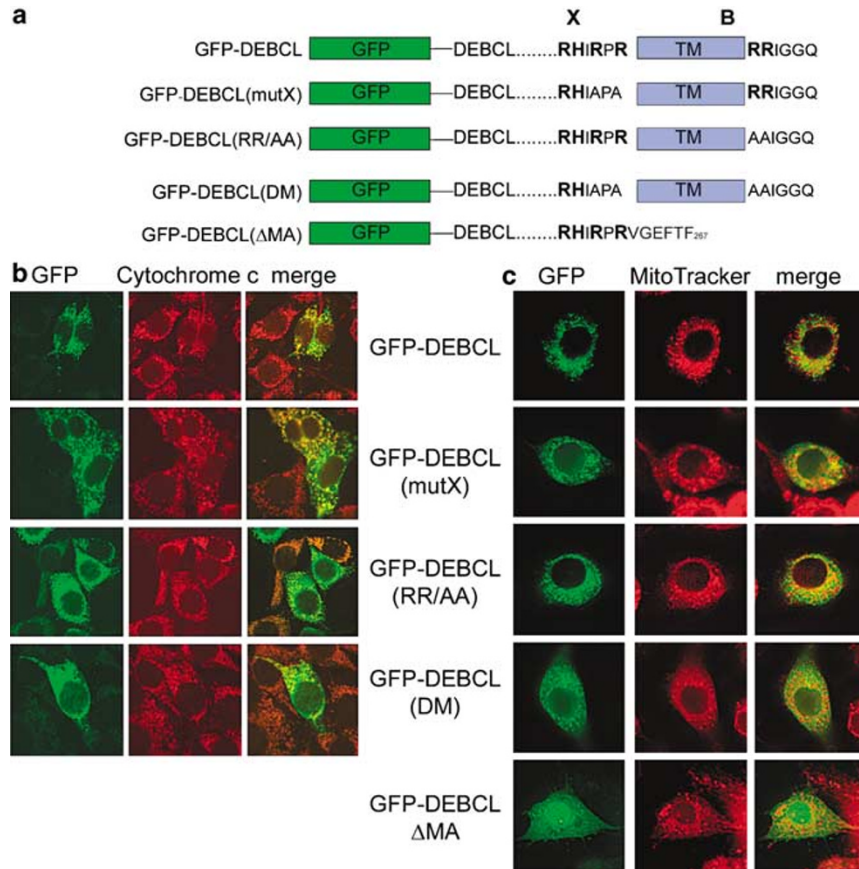 a
X B
GFP-DEBCL GFP DEBCL........RHIRPR TM RRIGGQ
GFP-DEBCL(mutX) GFP DEBCL........RHIAPA TM RRIGGQ
GFP-DEBCL(RR/AA) GFP DEBCL........RHIRPR TM AAIGGQ
GFP-DEBCL(DM) GFP DEBCL........RHIAPA TM AAIGGQ
GFP-DEBCL(ΔMA) GFP DEBCL........RHIRPRVGEFTF267
b GFP Cytochrome c merge
c GFP MitoTracker merge
GFP-DEBCL
GFP-DEBCL
(mutX)
GFP-DEBCL
(RR/AA)
GFP-DEBCL
(DM)
GFP-DEBCL
ΔMA